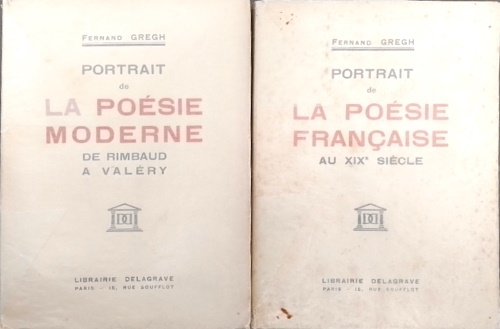 FERNAND GREGH
PORTRAIT
de
LA POÉSIE
MODERNE
DE RIMBAUD
A VALÉRY
LIBRAIRIE DELAGRAVE
PARIS - 15, RUE SOUFFLOT
FERNAND GREGH
PORTRAIT
de
LA POÉSIE
FRANÇAISE
AU XIXe SIÈCLE
LIBRAIRIE DELAGRAVE
PARIS - 15, RUE SOUFFLOT